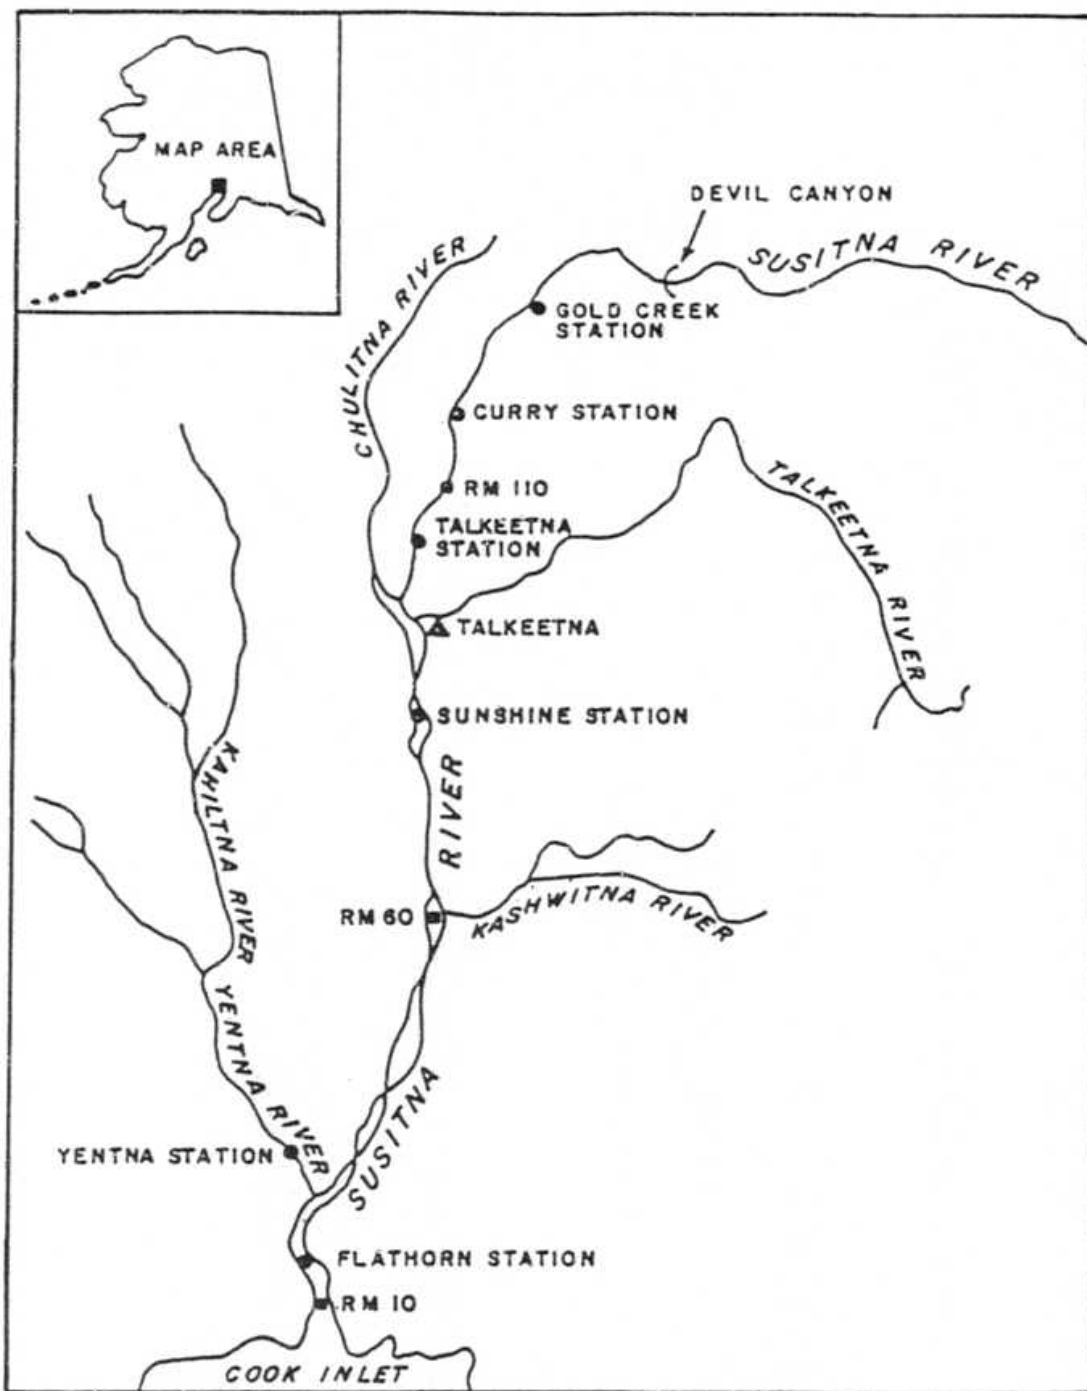 MAP AREA
DEVIL CANYON
SUSITNA RIVER
CHULITNA RIVER
GOLD CREEK
STATION
CURRY STATION
RM 110
TALKEETNA
STATION
TALKEETNA RIVER
TALKEETNA
SUNSHINE STATION
RIVER
KAHILTNA RIVER
RM 60
KASHWITNA RIVER
YENTNA RIVER
SUSITNA
YENTNA STATION
FLATHORN STATION
RM 10
COOK INLET